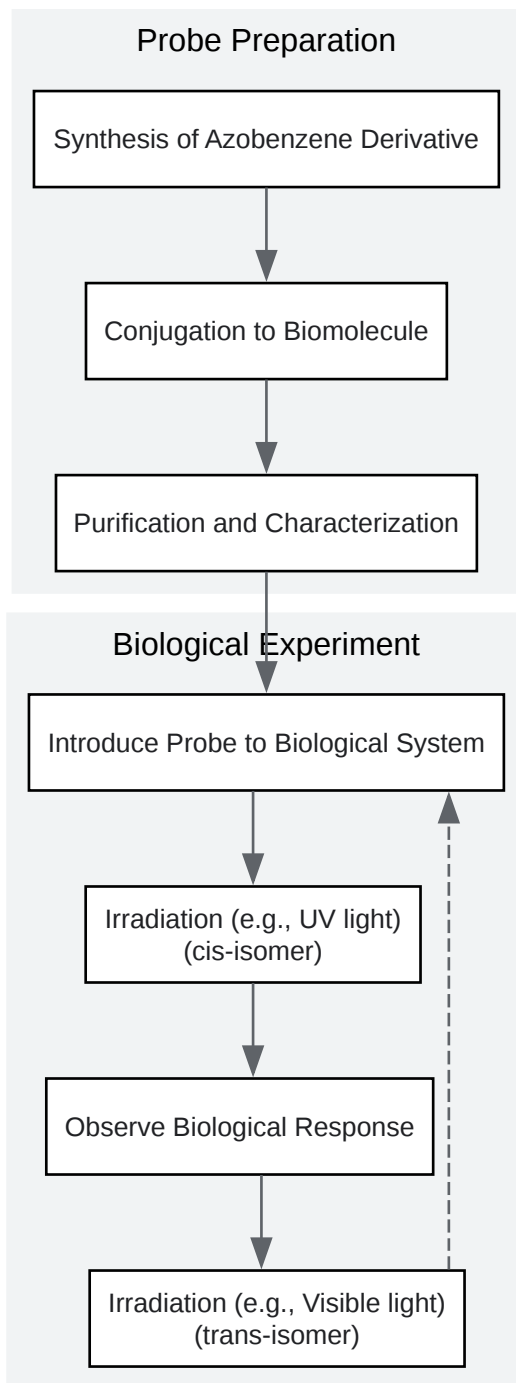 Probe Preparation
Synthesis of Azobenzene Derivative
Conjugation to Biomolecule
Purification and Characterization
Biological Experiment
Introduce Probe to Biological System
Irradiation (e.g., UV light)
(cis-isomer)
Observe Biological Response
Irradiation (e.g., Visible light)
(trans-isomer)